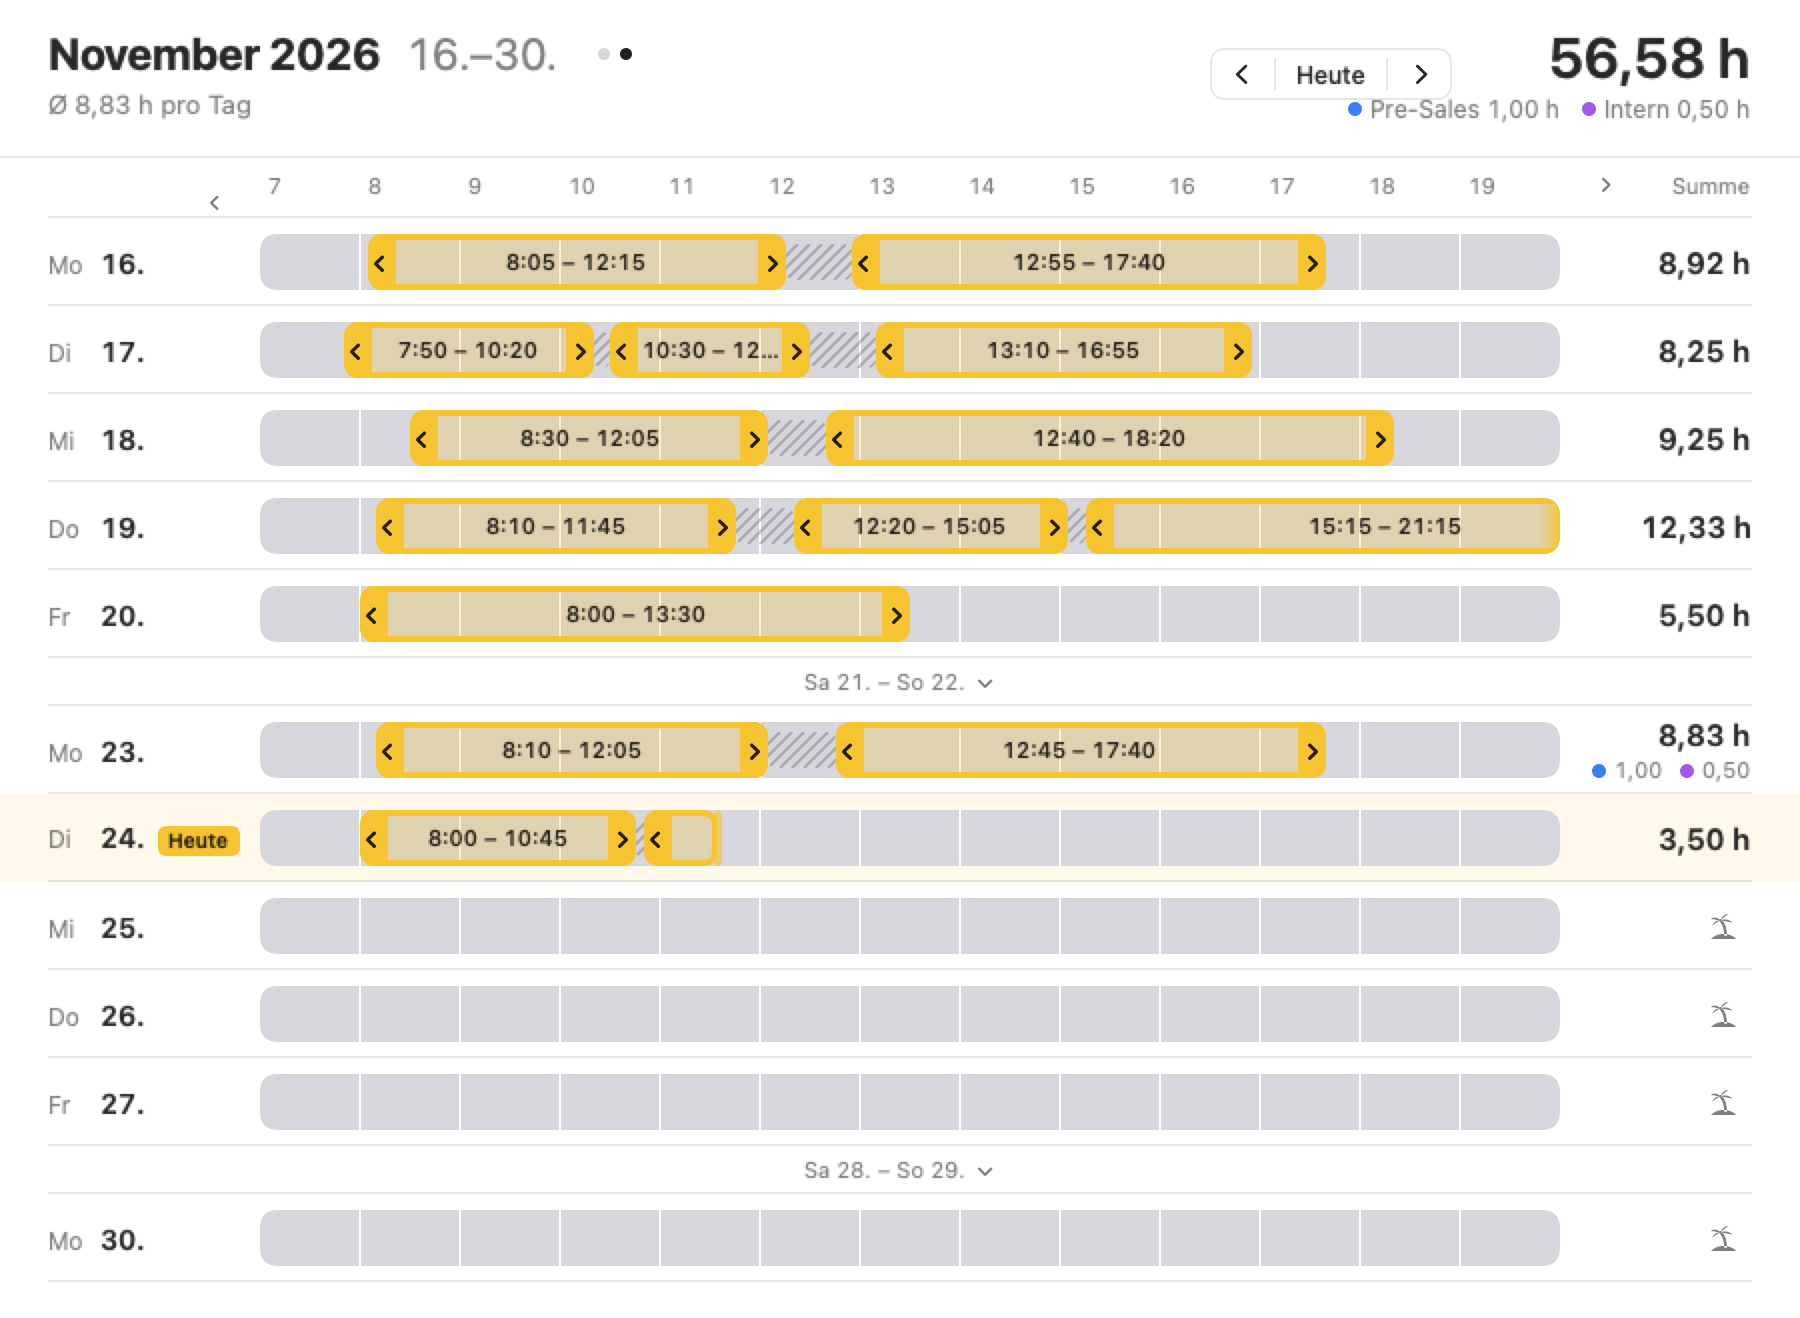 November 2026 16.–30.
Heute
56,58 h
Ø 8,83 h pro Tag
Pre-Sales 1,00 h Intern 0,50 h
7 8 9 10 11 12 13 14 15 16 17 18 19 Summe
Mo 16. 8:05 – 12:15 12:55 – 17:40 8,92 h
Di 17. 7:50 – 10:20 10:30 – 12... 13:10 – 16:55 8,25 h
Mi 18. 8:30 – 12:05 12:40 – 18:20 9,25 h
Do 19. 8:10 – 11:45 12:20 – 15:05 15:15 – 21:15 12,33 h
Fr 20. 8:00 – 13:30 5,50 h
Sa 21. – So 22.
Mo 23. 8:10 – 12:05 12:45 – 17:40 8,83 h
1,00 0,50
Di 24. Heute 8:00 – 10:45 3,50 h
Mi 25.
Do 26.
Fr 27.
Sa 28. – So 29.
Mo 30.